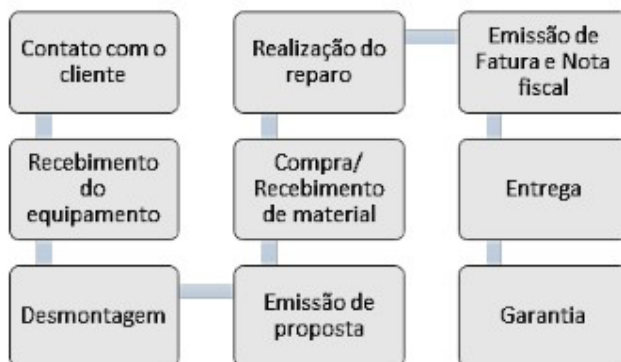 Contato com o
cliente
Recebimento
do
equipamento
Desmontagem
Emissão de
proposta
Compra/
Recebimento
de material
Realização do
reparo
Emissão de
Fatura e Nota
fiscal
Entrega
Garantia